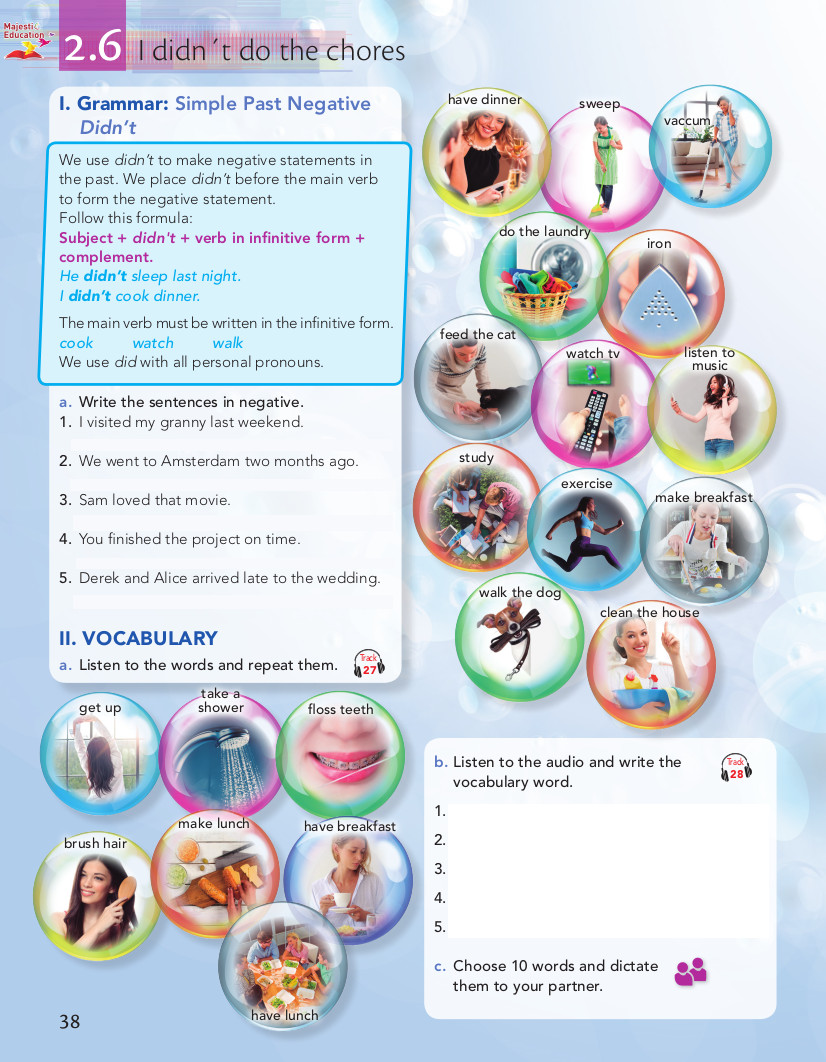 Majestic
Education ™
2.6 I didn´t do the chores
I. Grammar: Simple Past Negative
Didn’t
We use didn’t to make negative statements in
the past. We place didn’t before the main verb
to form the negative statement.
Follow this formula:
Subject + didn't + verb in infinitive form +
complement.
He didn’t sleep last night.
I didn’t cook dinner.
The main verb must be written in the infinitive form.
cook watch walk
We use did with all personal pronouns.
a. Write the sentences in negative.
1. I visited my granny last weekend.
2. We went to Amsterdam two months ago.
3. Sam loved that movie.
4. You finished the project on time.
5. Derek and Alice arrived late to the wedding.
II. VOCABULARY
a. Listen to the words and repeat them.
Track
27
get up
take a
shower
floss teeth
brush hair
make lunch
have breakfast
have lunch
have dinner
sweep
vaccum
do the laundry
iron
feed the cat
watch tv
listen to
music
study
exercise
make breakfast
walk the dog
clean the house
b. Listen to the audio and write the
vocabulary word.
Track
28
1.
2.
3.
4.
5.
c. Choose 10 words and dictate
them to your partner.
38